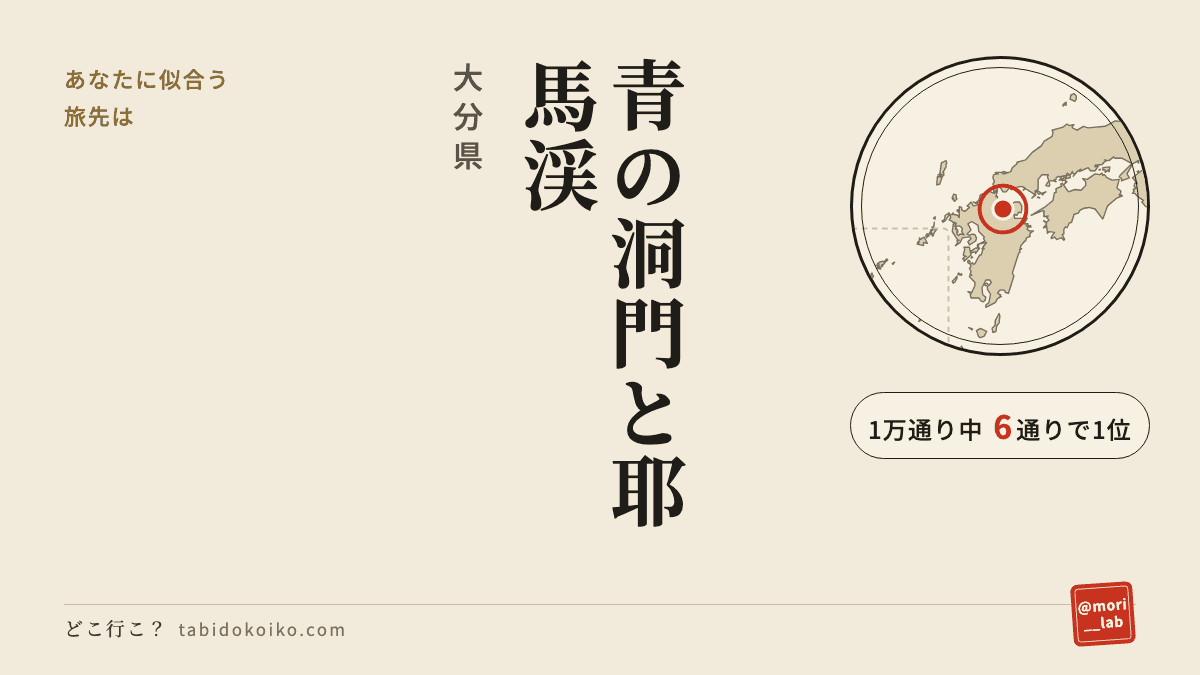 あなたに似合う
旅先は
青の洞門と耶
馬渓
大分県
1万通り中 6通りで1位
どこ行こ? tabidokoiko.com
@mori
__lab